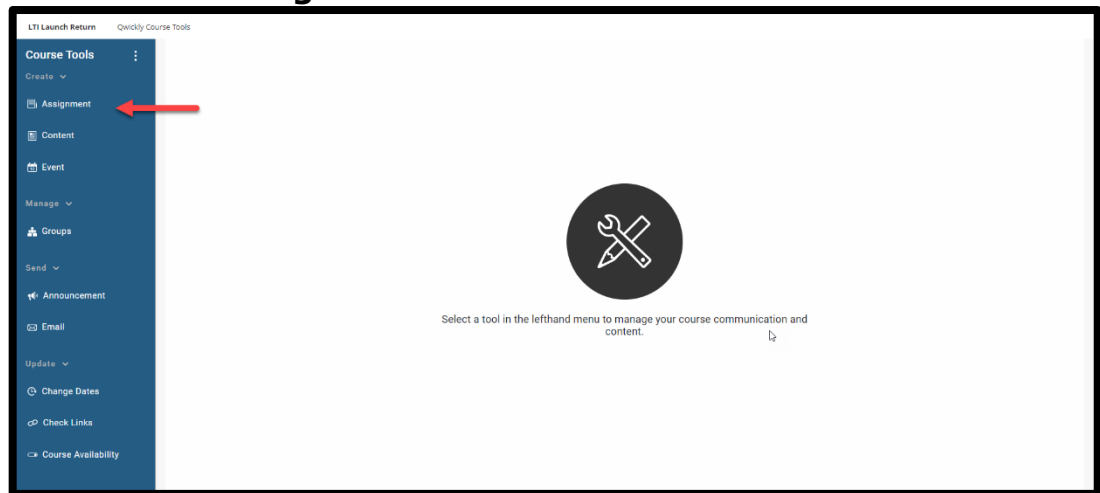 LTI Launch Return Qwickly Course Tools
Course Tools
Create
Assignment
Content
Event
Manage
Groups
Send
Announcement
Email
Update
Change Dates
Check Links
Course Availability
Select a tool in the lefthand menu to manage your course communication and
content.